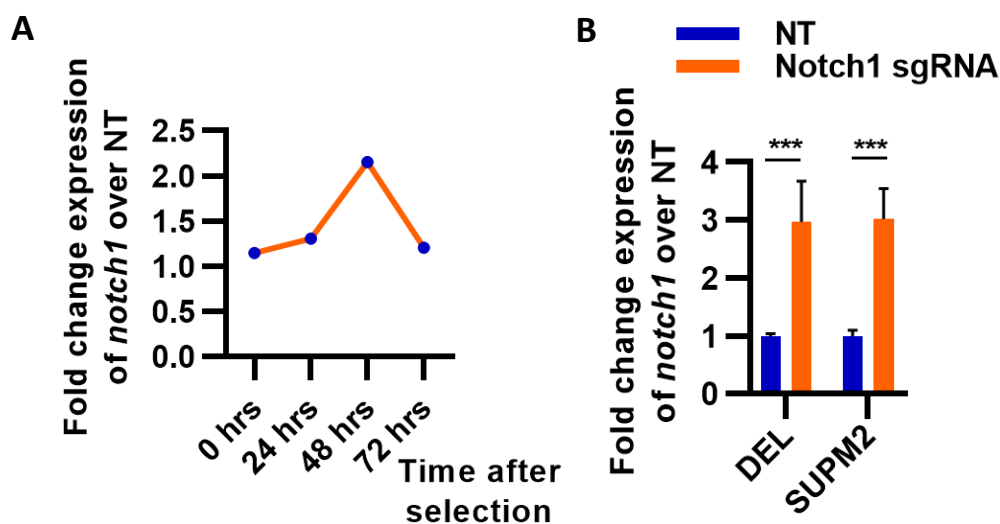 A
Fold change expression
of notch1 over NT
2.5
2.0
1.5
1.0
0.5
0.0
0 hrs
24 hrs
48 hrs
72 hrs
Time after
selection
B
NT
Notch1 sgRNA
Fold change expression
of notch1 over NT
4
3
2
1
0
***
***
DEL
SUPM2